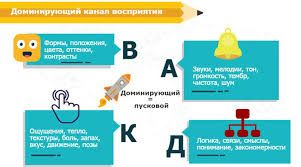 Доминирующий канал восприятия
Формы, положения,
цвета, оттенки,
контрасты
В
А
Звуки, мелодии, тон,
громкость, тембр,
чистота, шум
Доминирующий
=
пусковой
Ощущения, тепло,
текстуры, боль, запах,
вкус, движение, позы
К
Д
Логика, связи, смыслы,
понимание, закономерности